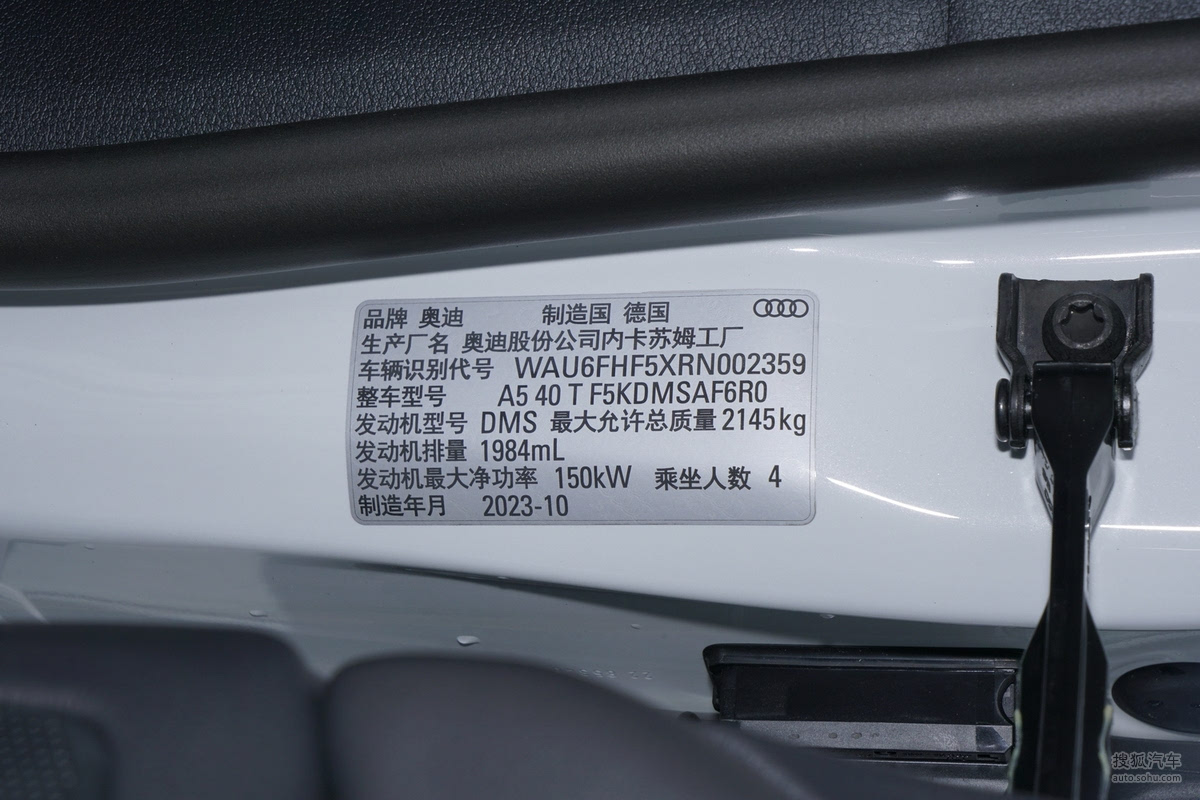 品牌 奥迪 制造国 德国
生产厂名 奥迪股份公司内卡苏姆工厂
车辆识别代号 WAU6FHF5XRN002359
整车型号 A5 40 T F5KDMSAF6R0
发动机型号 DMS 最大允许总质量 2145kg
发动机排量 1984mL
发动机最大净功率 150kW 乘坐人数 4
制造年月 2023-10
搜狐汽车
auto.sohu.com